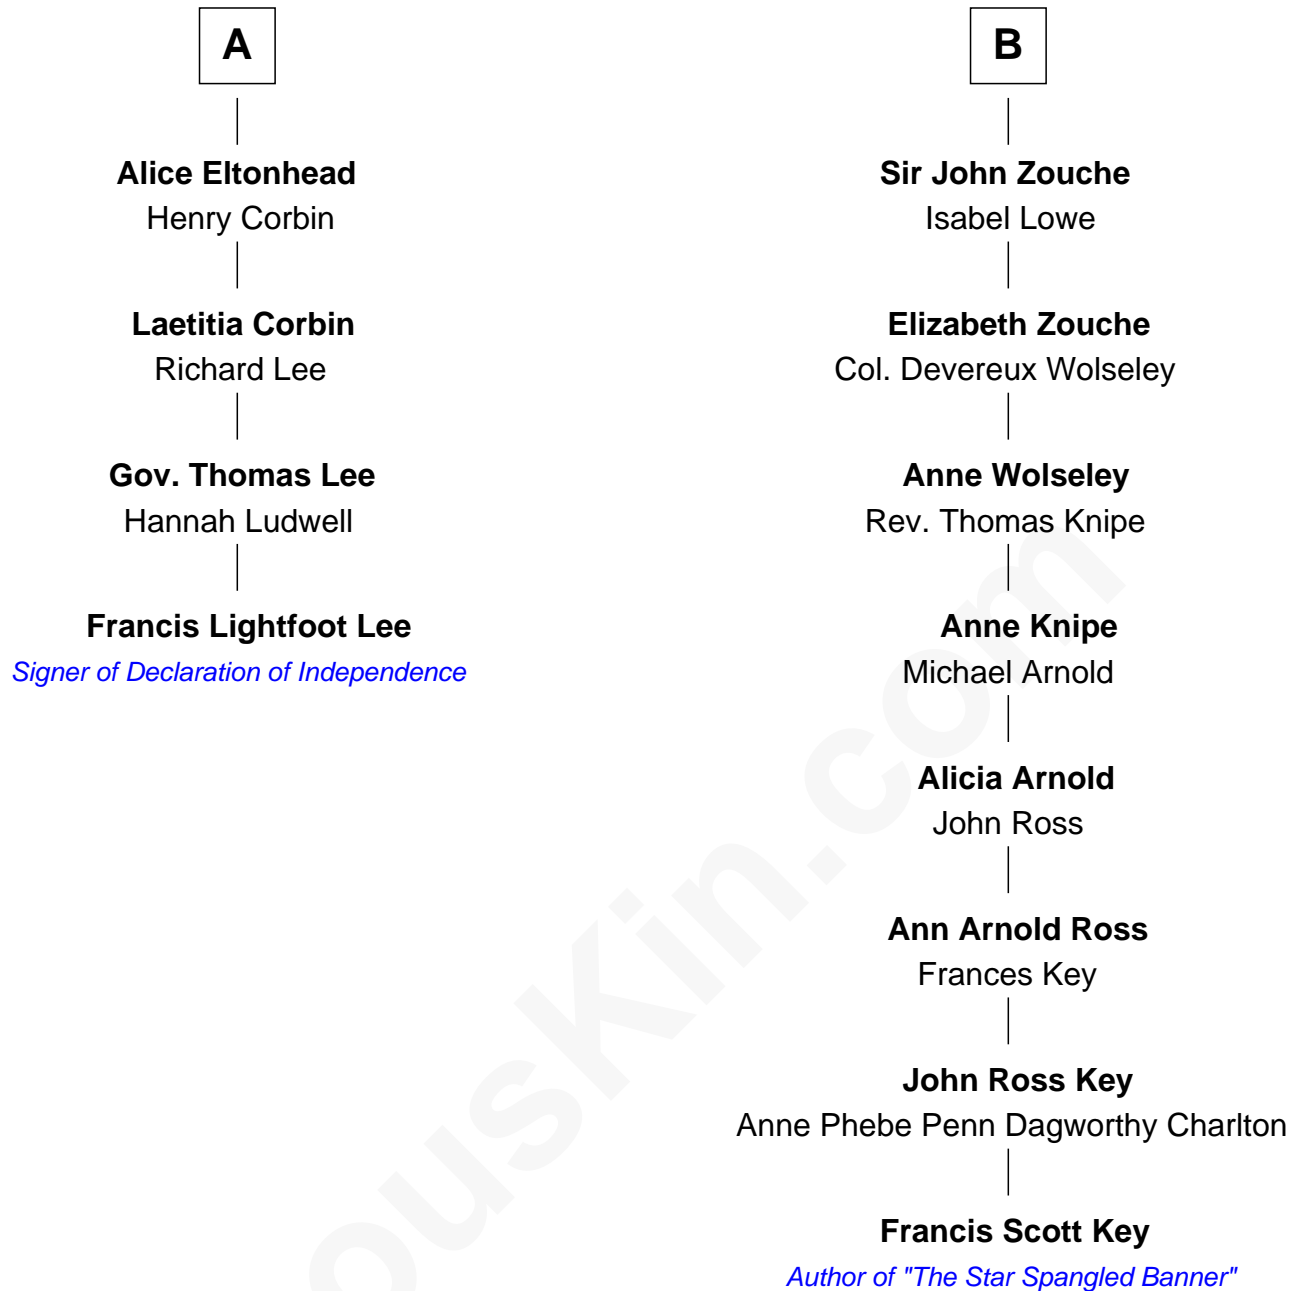 A
Alice Eltonhead
Henry Corbin
Laetitia Corbin
Richard Lee
Gov. Thomas Lee
Hannah Ludwell
Francis Lightfoot Lee
Signer of Declaration of Independence
B
Sir John Zouche
Isabel Lowe
Elizabeth Zouche
Col. Devereux Wolseley
Anne Wolseley
Rev. Thomas Knipe
Anne Knipe
Michael Arnold
Alicia Arnold
John Ross
Ann Arnold Ross
Frances Key
John Ross Key
Anne Phebe Penn Dagworthy Charlton
Francis Scott Key
Author of "The Star Spangled Banner"
ousKin.com